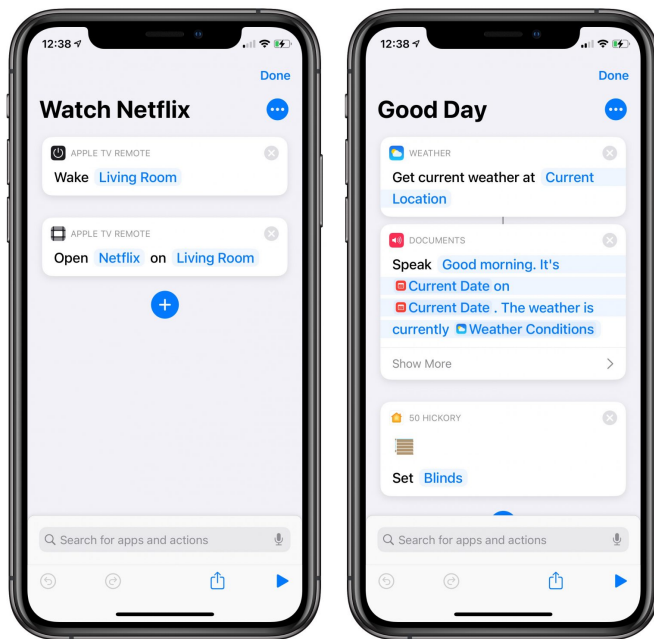 12:38
Done
Watch Netflix
APPLE TV REMOTE
Wake Living Room
APPLE TV REMOTE
Open Netflix on Living Room
Search for apps and actions
12:38
Done
Good Day
WEATHER
Get current weather at Current
Location
DOCUMENTS
Speak Good morning. It's
Current Date on
Current Date . The weather is
currently Weather Conditions
Show More
50 HICKORY
Set Blinds
Search for apps and actions